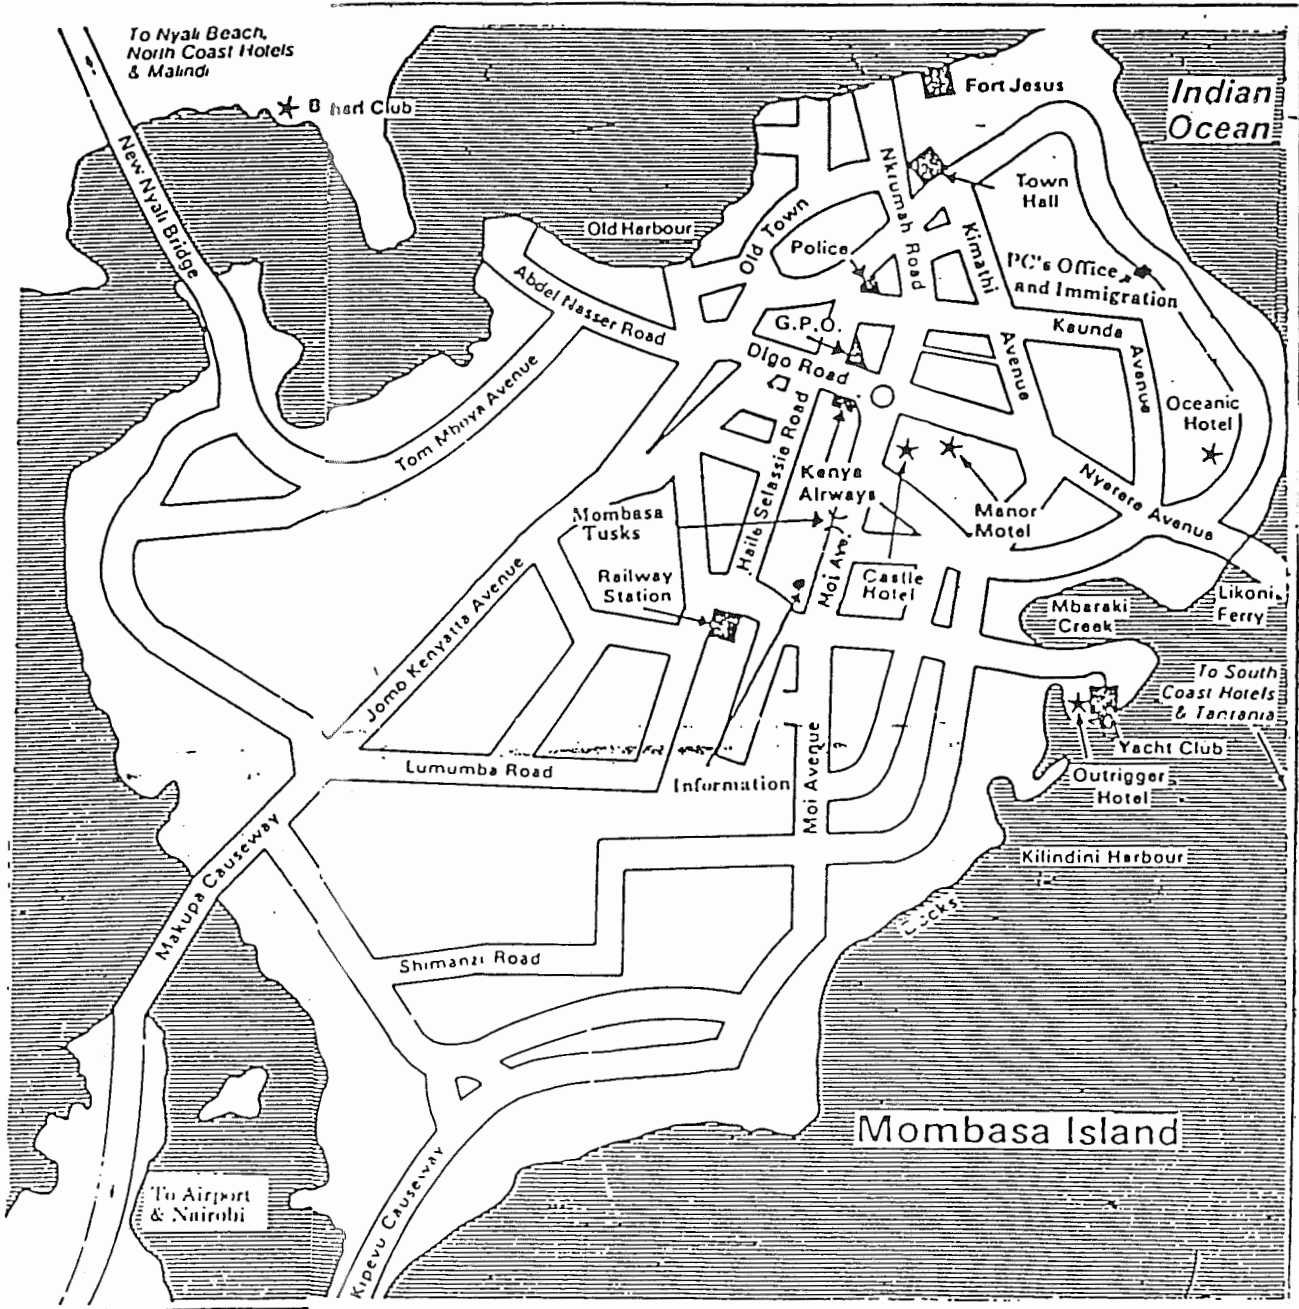 To Nyali Beach,
North Coast Hotels
& Malindi
Club
New Nyali Bridge
Fort Jesus
Indian
Ocean
Town
Hall
Nkrumah Road
Kimathi
Avenue
Old Harbour
Old Town
Police
PC's Office
and Immigration
Abdel Nasser Road
G.P.O.
Digo Road
Kaunda
Avenue
Oceanic
Hotel
Tom Mboya Avenue
Haile Selassie Road
Kenya
Airways
Mombasa
Tusks
Manor
Motel
Nyerere Avenue
Railway
Station
Moi Av.
Castle
Hotel
Mbaraki
Creek
Likoni
Ferry
Jomo Kenyatta Avenue
To South
Coast Hotels
& Tanrania
Yacht Club
Outrigger
Hotel
Lumumba Road
Information
Moi Avenue
?
Makupa Causeway
Kilindini Harbour
Docks
Shimanzi Road
Mombasa Island
To Airport
& Nairobi
Kipevu Causeway